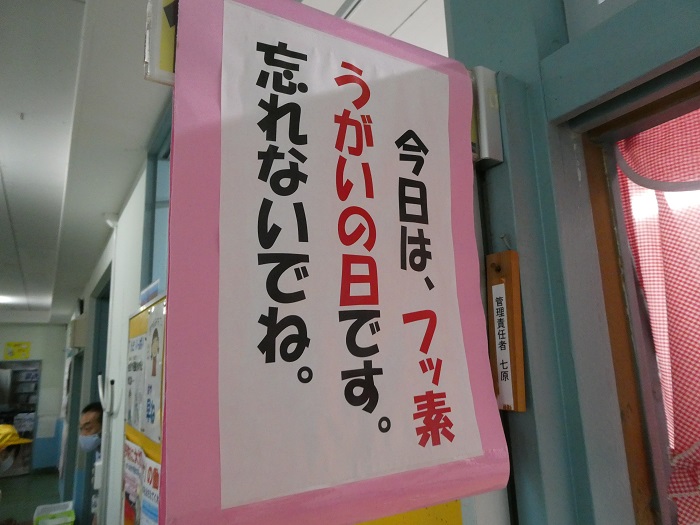 今日は、フッ素
うがいの日です。
忘れないでね。
管理責任者 七原